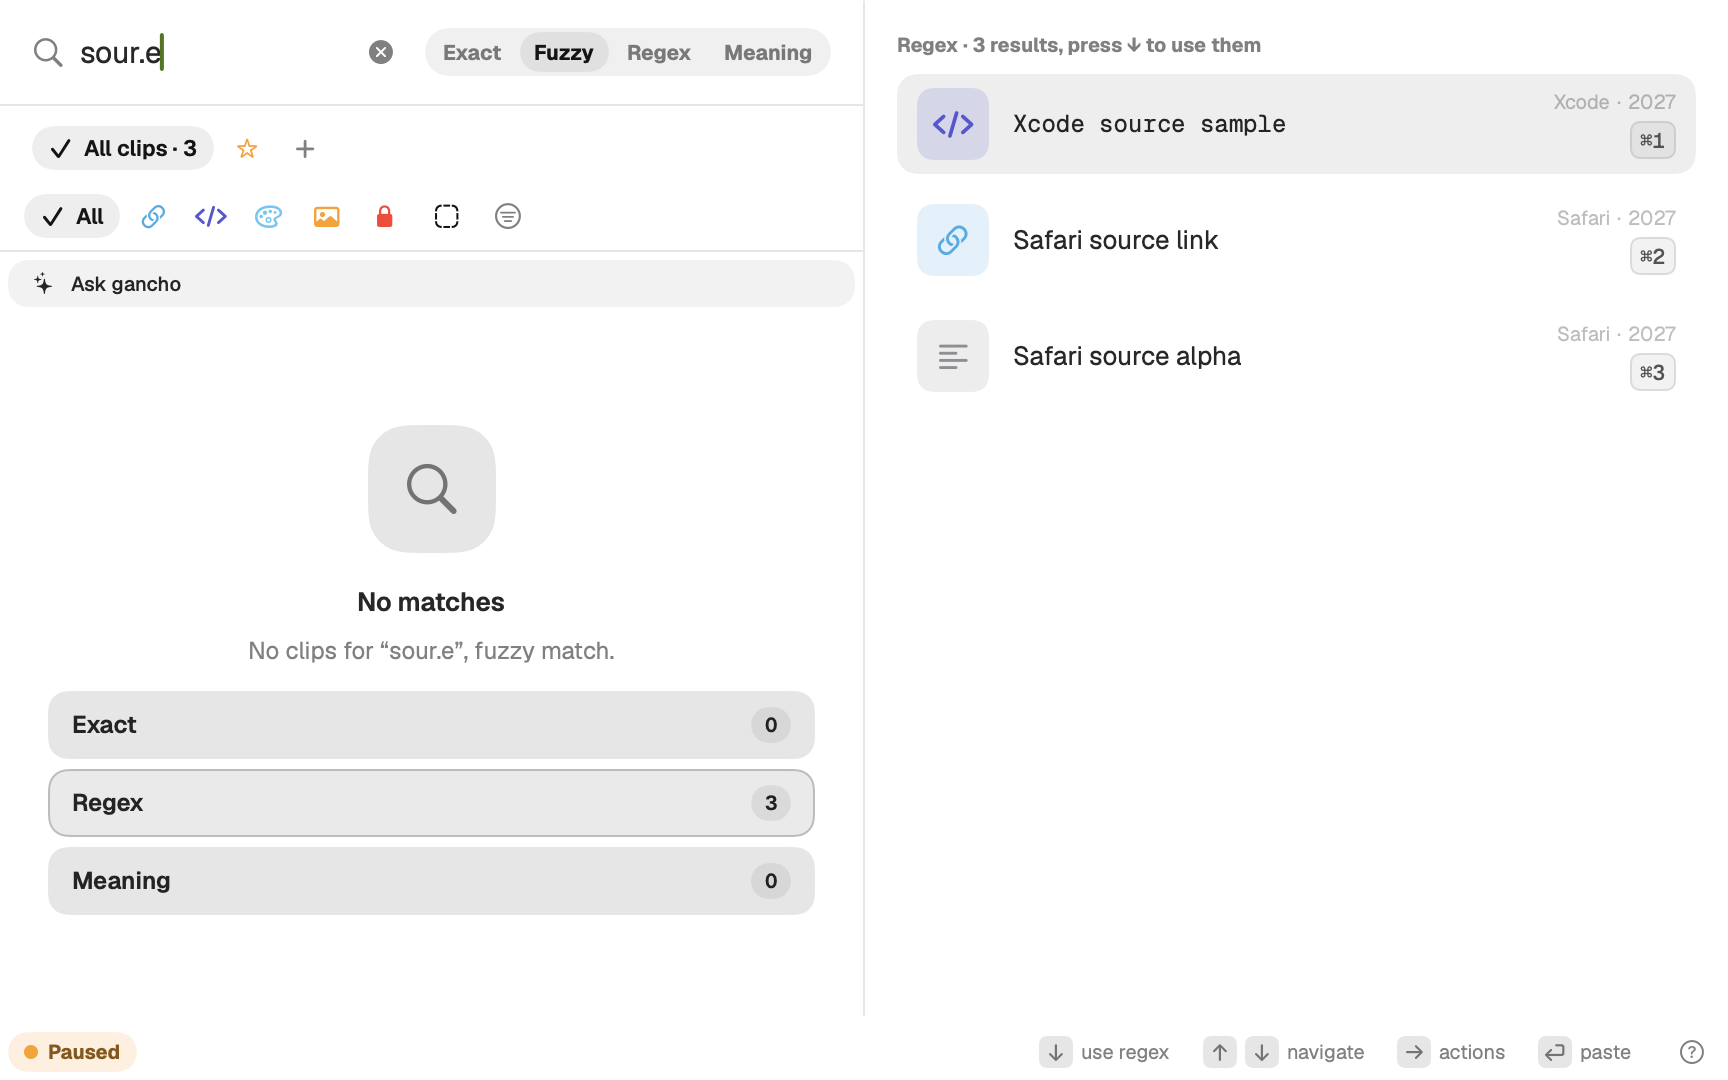 sour.e
Exact Fuzzy Regex Meaning
All clips · 3
All
Ask gancho
No matches
No clips for “sour.e”, fuzzy match.
Exact 0
Regex 3
Meaning 0
Regex · 3 results, press ↓ to use them
Xcode source sample
Xcode · 2027
⌘1
Safari source link
Safari · 2027
⌘2
Safari source alpha
Safari · 2027
⌘3
Paused
↓ use regex ↑ ↓ navigate → actions ↵ paste ?